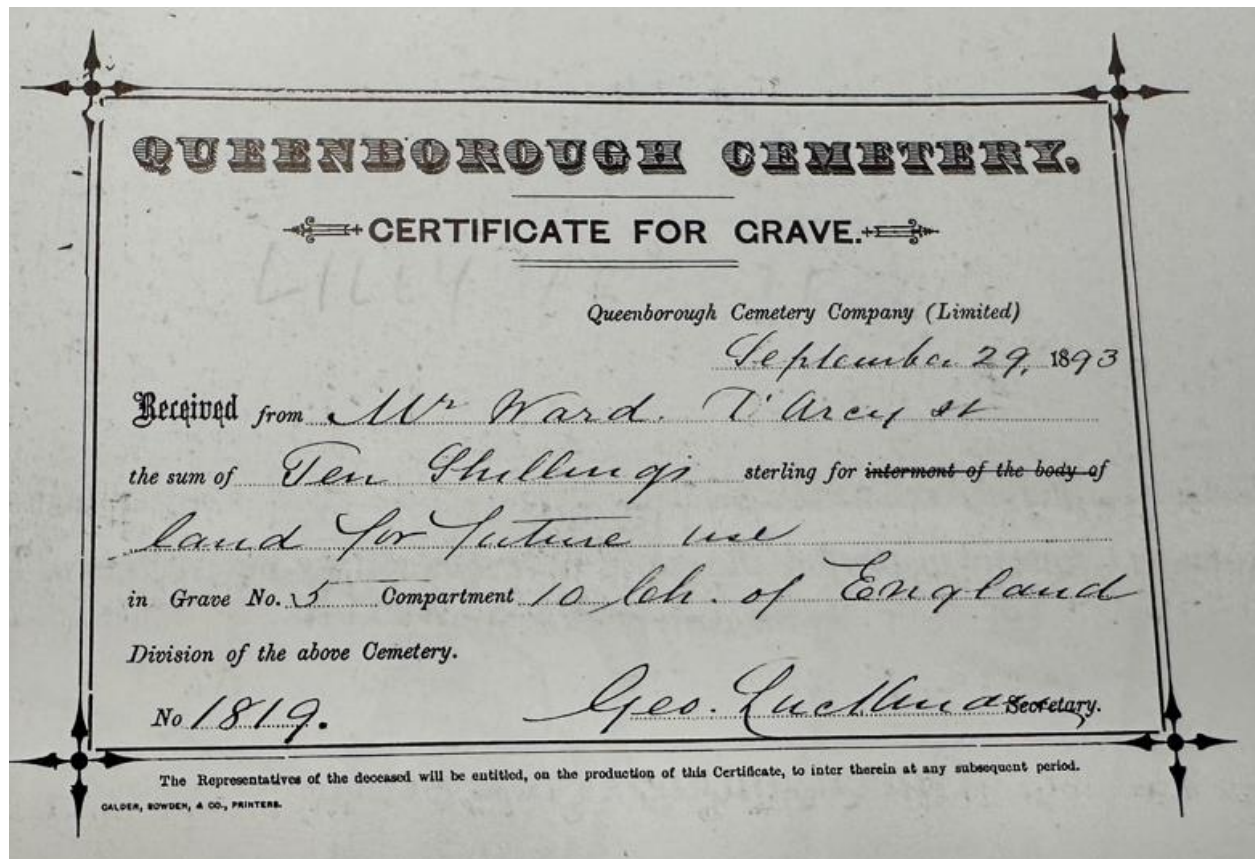 QUEENBOROUGH CEMETERY.
CERTIFICATE FOR GRAVE.
Queenborough Cemetery Company (Limited)
September 29, 1893
Received from Mr Ward. D'Arcy st
the sum of Ten Shillings sterling for interment of the body of
land for future use
in Grave No. 5 Compartment 10 Ch. of England
Division of the above Cemetery.
No 1819. Geo. Secretary.
The Representatives of the deceased will be entitled, on the production of this Certificate, to inter therein at any subsequent period.
CALDER, BOWDEN, & CO., PRINTERS.